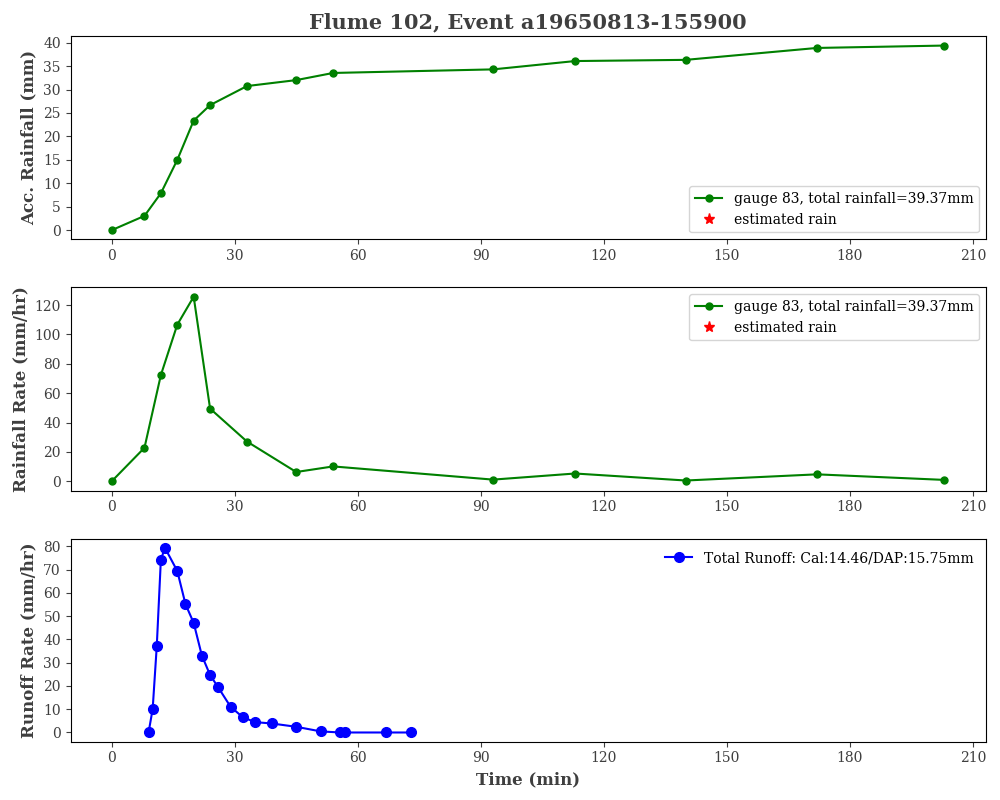 Flume 102, Event a19650813-155900
Acc. Rainfall (mm)
40
35
30
25
20
15
10
5
0
gauge 83, total rainfall=39.37mm
estimated rain
0 30 60 90 120 150 180 210
Rainfall Rate (mm/hr)
120
100
80
60
40
20
0
gauge 83, total rainfall=39.37mm
estimated rain
0 30 60 90 120 150 180 210
Runoff Rate (mm/hr)
80
70
60
50
40
30
20
10
0
Total Runoff: Cal:14.46/DAP:15.75mm
0 30 60 90 120 150 180 210
Time (min)